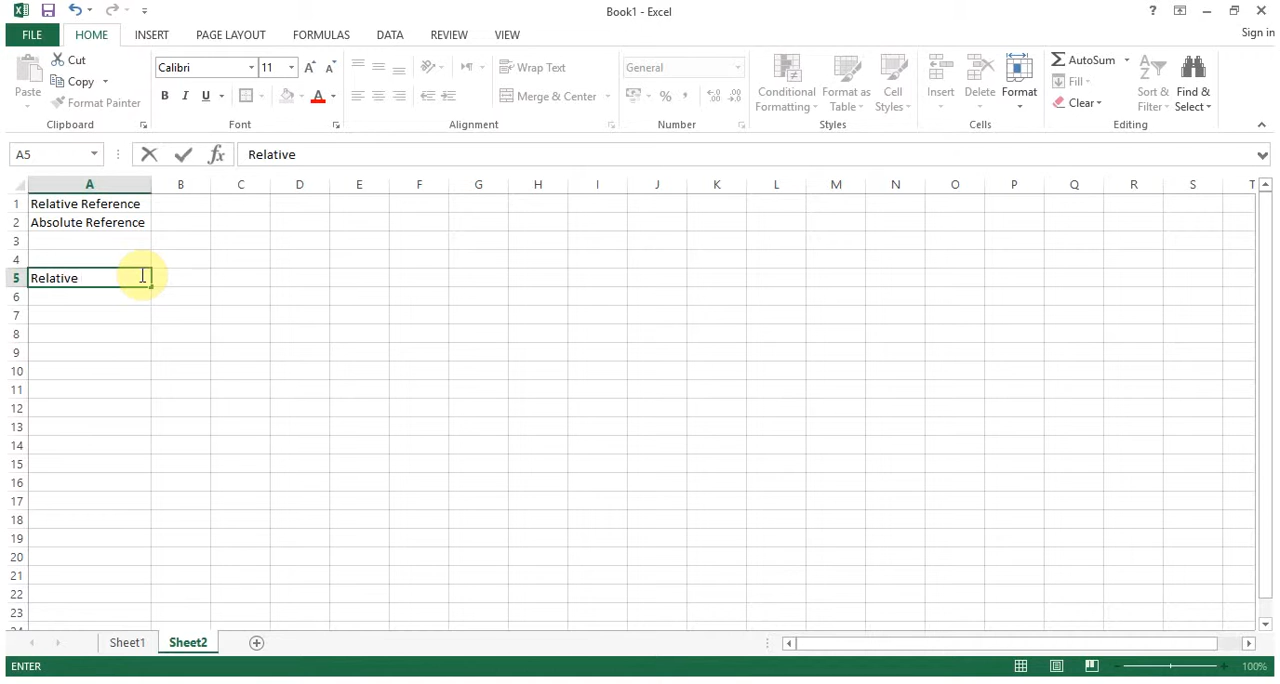 Book1 - Excel
?
Sign in
FILE HOME INSERT PAGE LAYOUT FORMULAS DATA REVIEW VIEW
Paste
Cut
Copy
Format Painter
Clipboard
Calibri 11
B I U A
Font
Wrap Text
Merge & Center
Alignment
General
%
Number
Conditional Formatting
Format as Table
Cell Styles
Styles
Insert Delete Format
Cells
AutoSum
Fill
Clear
Sort & Filter
Find & Select
Editing
A5 fx Relative
A B C D E F G H I J K L M N O P Q R S T
1 Relative Reference
2 Absolute Reference
3
4
5 Relative
6
7
8
9
10
11
12
13
14
15
16
17
18
19
20
21
22
23
Sheet1 Sheet2
ENTER 100%